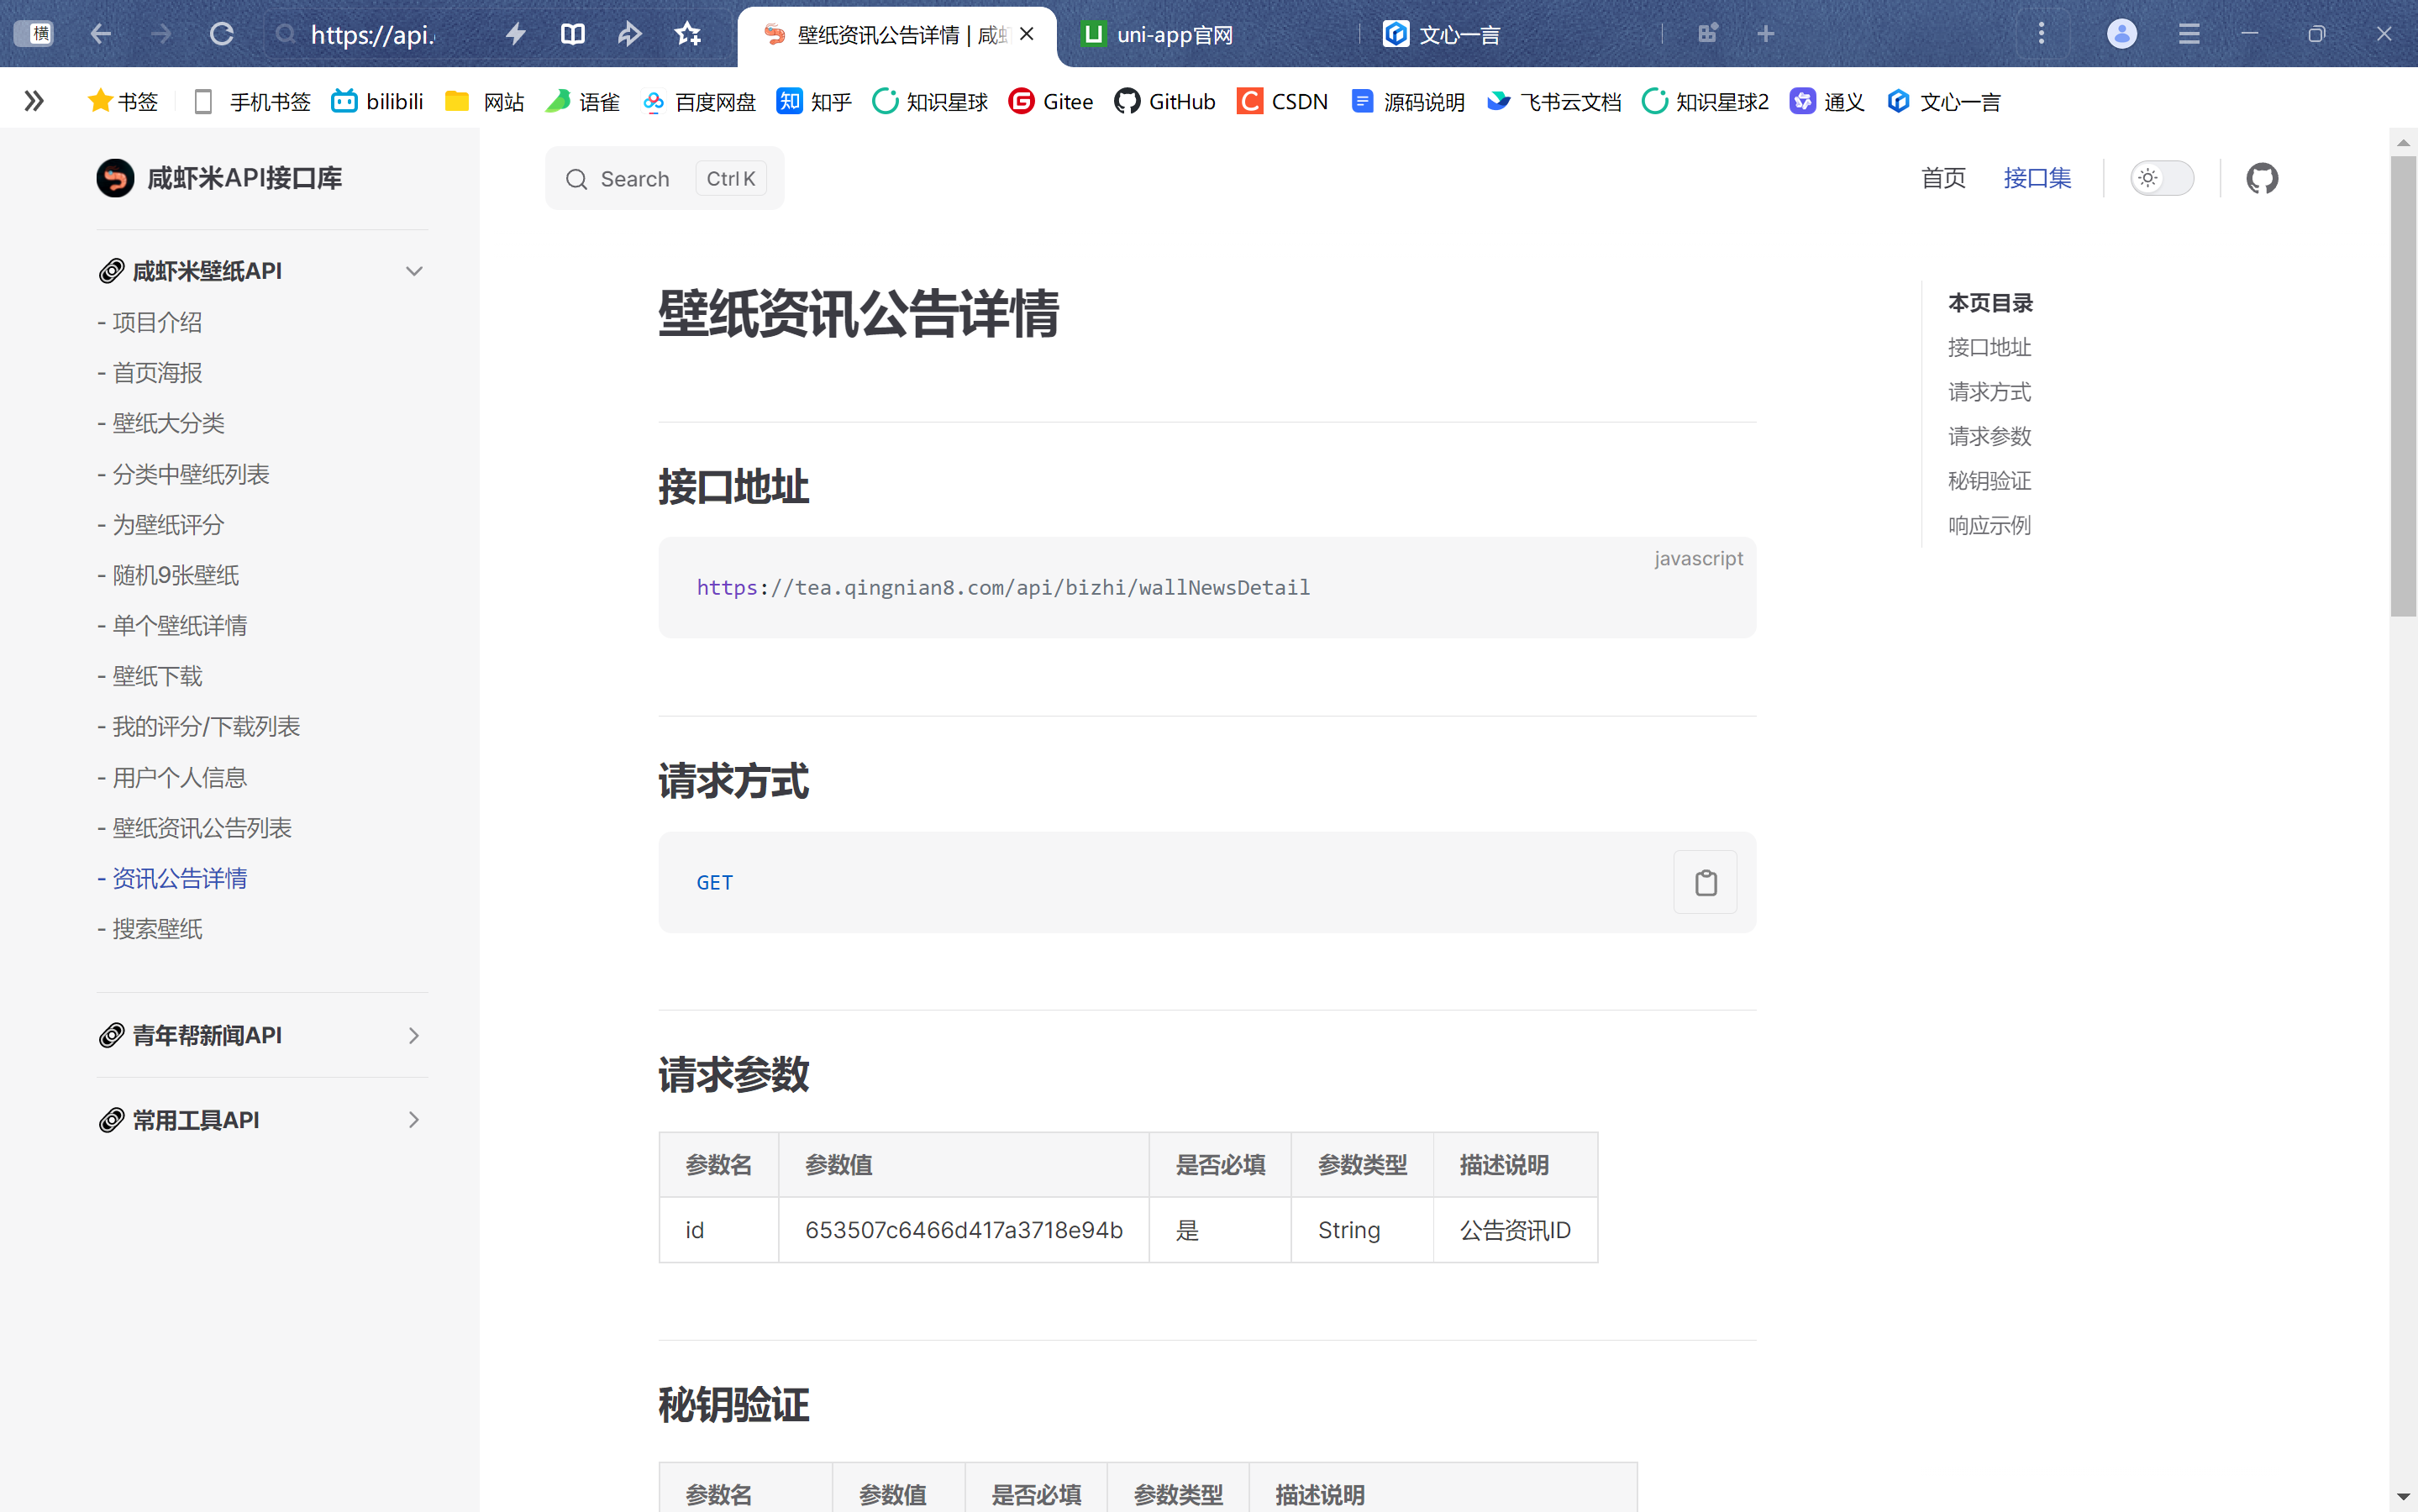 横
https://api.
壁纸资讯公告详情 | 咸虾
uni-app官网
文心一言
书签
手机书签
bilibili
网站
语雀
百度网盘
知乎
知识星球
Gitee
GitHub
CSDN
源码说明
飞书云文档
知识星球2
通义
文心一言
咸虾米API接口库
Search
Ctrl K
首页
接口集
咸虾米壁纸API
- 项目介绍
- 首页海报
- 壁纸大分类
- 分类中壁纸列表
- 为壁纸评分
- 随机9张壁纸
- 单个壁纸详情
- 壁纸下载
- 我的评分/下载列表
- 用户个人信息
- 壁纸资讯公告列表
- 资讯公告详情
- 搜索壁纸
青年帮新闻API
常用工具API
壁纸资讯公告详情
接口地址
javascript
https://tea.qingnian8.com/api/bizhi/wallNewsDetail
请求方式
GET
请求参数
参数名 参数值 是否必填 参数类型 描述说明
id 653507c6466d417a3718e94b 是 String 公告资讯ID
秘钥验证
参数名 参数值 是否必填 参数类型 描述说明
本页目录
接口地址
请求方式
请求参数
秘钥验证
响应示例